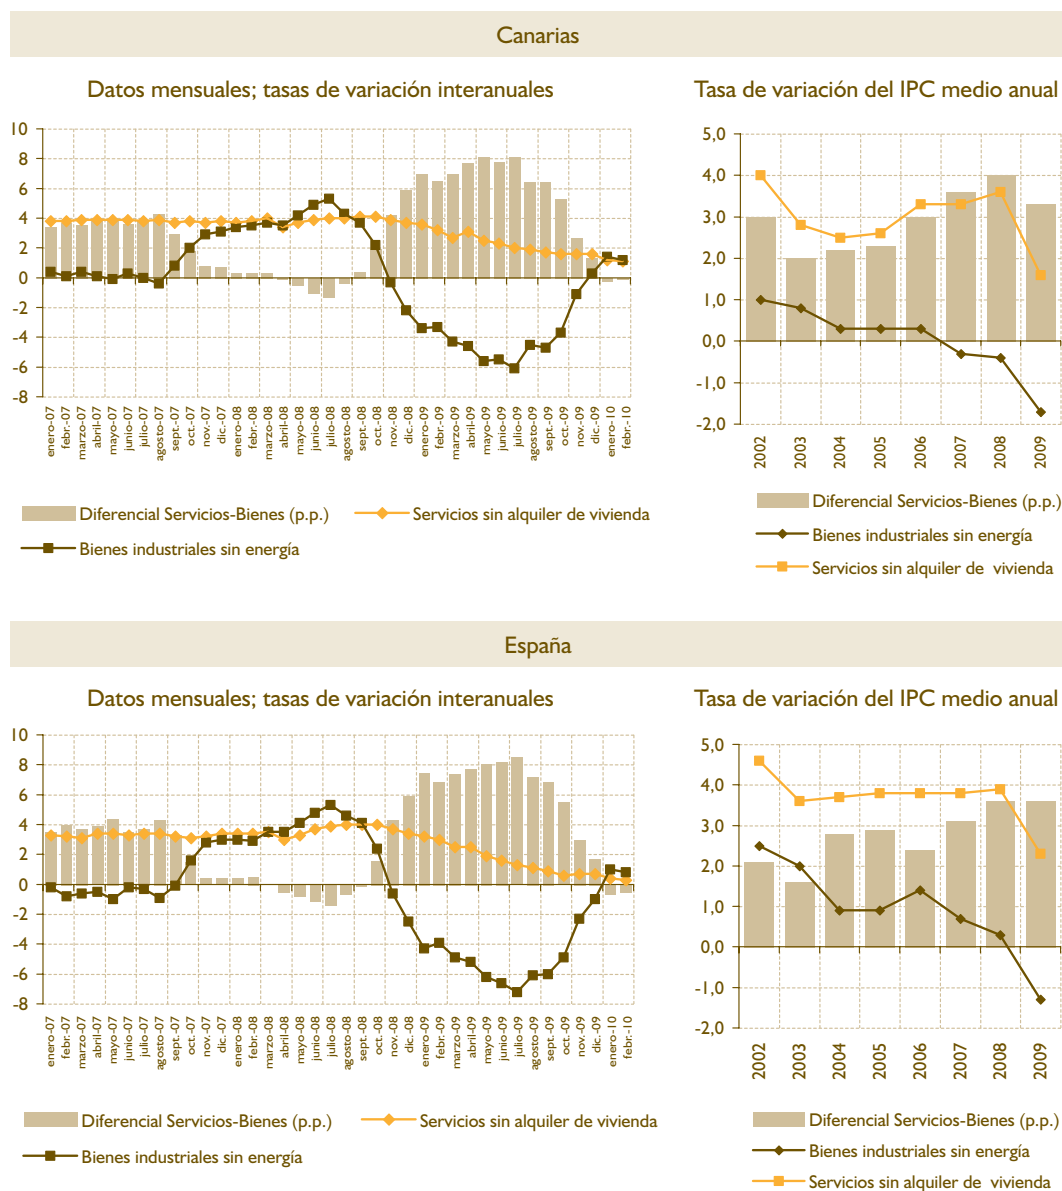 Canarias
Datos mensuales; tasas de variación interanuales
10
8
6
4
2
0
-2
-4
-6
-8
enero-07
febr.-07
marzo-07
abril-07
mayo-07
junio-07
julio-07
agosto-07
sept.-07
oct.-07
nov.-07
dic.-07
enero-08
febr.-08
marzo-08
abril-08
mayo-08
junio-08
julio-08
agosto-08
sept.-08
oct.-08
nov.-08
dic.-08
enero-09
febr.-09
marzo-09
abril-09
mayo-09
junio-09
julio-09
agosto-09
sept.-09
oct.-09
nov.-09
dic.-09
enero-10
febr.-10
Diferencial Servicios-Bienes (p.p.)
Servicios sin alquiler de vivienda
Bienes industriales sin energía
Tasa de variación del IPC medio anual
5,0
4,0
3,0
2,0
1,0
0,0
-1,0
-2,0
2002
2003
2004
2005
2006
2007
2008
2009
Diferencial Servicios-Bienes (p.p.)
Bienes industriales sin energía
Servicios sin alquiler de vivienda
España
Datos mensuales; tasas de variación interanuales
10
8
6
4
2
0
-2
-4
-6
-8
enero-07
febr.-07
marzo-07
abril-07
mayo-07
junio-07
julio-07
agosto-07
sept.-07
oct.-07
nov.-07
dic.-07
enero-08
febr.-08
marzo-08
abril-08
mayo-08
junio-08
julio-08
agosto-08
sept.-08
oct.-08
nov.-08
dic.-08
enero-09
febr.-09
marzo-09
abril-09
mayo-09
junio-09
julio-09
agosto-09
sept.-09
oct.-09
nov.-09
dic.-09
enero-10
febr.-10
Diferencial Servicios-Bienes (p.p.)
Servicios sin alquiler de vivienda
Bienes industriales sin energía
Tasa de variación del IPC medio anual
5,0
4,0
3,0
2,0
1,0
0,0
-1,0
-2,0
2002
2003
2004
2005
2006
2007
2008
2009
Diferencial Servicios-Bienes (p.p.)
Bienes industriales sin energía
Servicios sin alquiler de vivienda